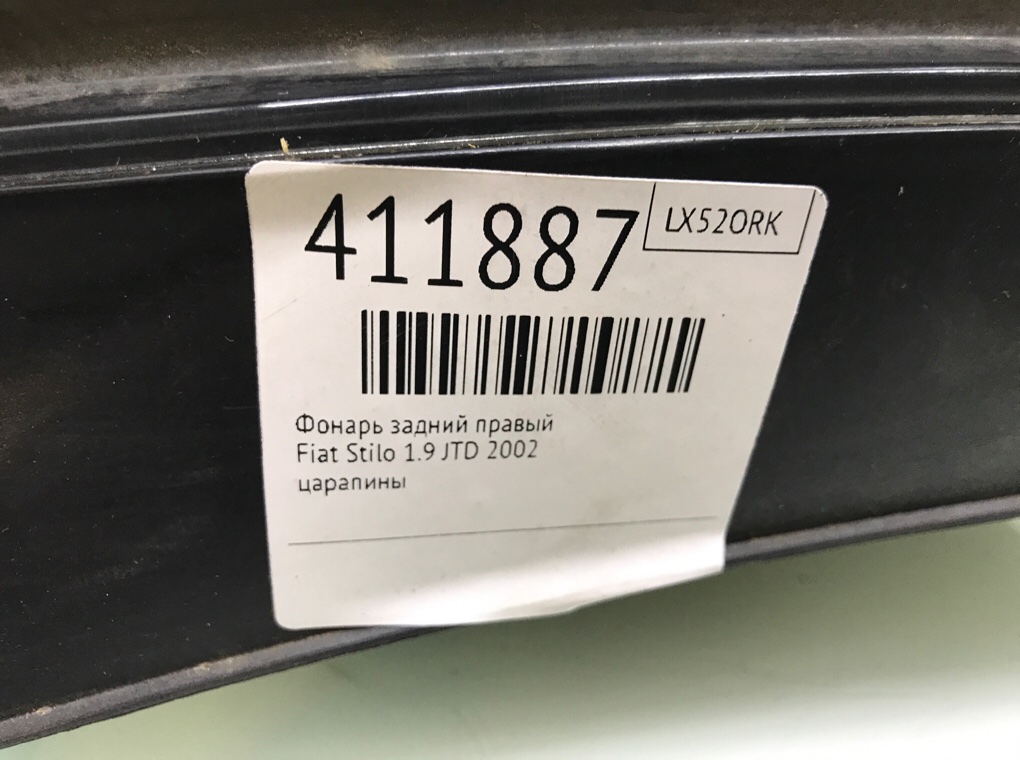 411887
LX52ORK
Фонарь задний правый
Fiat Stilo 1.9 JTD 2002
царапины